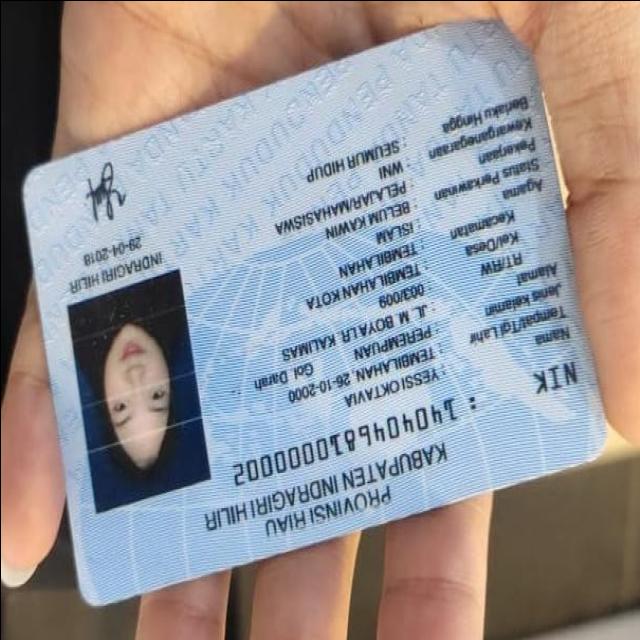 PROVINSI RIAU
KABUPATEN INDRAGIRI HILIR
NIK : 1404046810000002
Nama : YESSI OKTAVIA
Tempat/Tgl Lahir : TEMBILAHAN, 26-10-2000
Jenis kelamin : PEREMPUAN Gol. Darah :
Alamat : JL. M. BOYA LR. KALIMAS
RT/RW : 003/009
Kel/Desa : TEMBILAHAN KOTA
Kecamatan : TEMBILAHAN
Agama : ISLAM
Status Perkawinan : BELUM KAWIN
Pekerjaan : PELAJAR/MAHASISWA
Kewarganegaraan : WNI
Berlaku Hingga : SEUMUR HIDUP
INDRAGIRI HILIR
29-04-2018